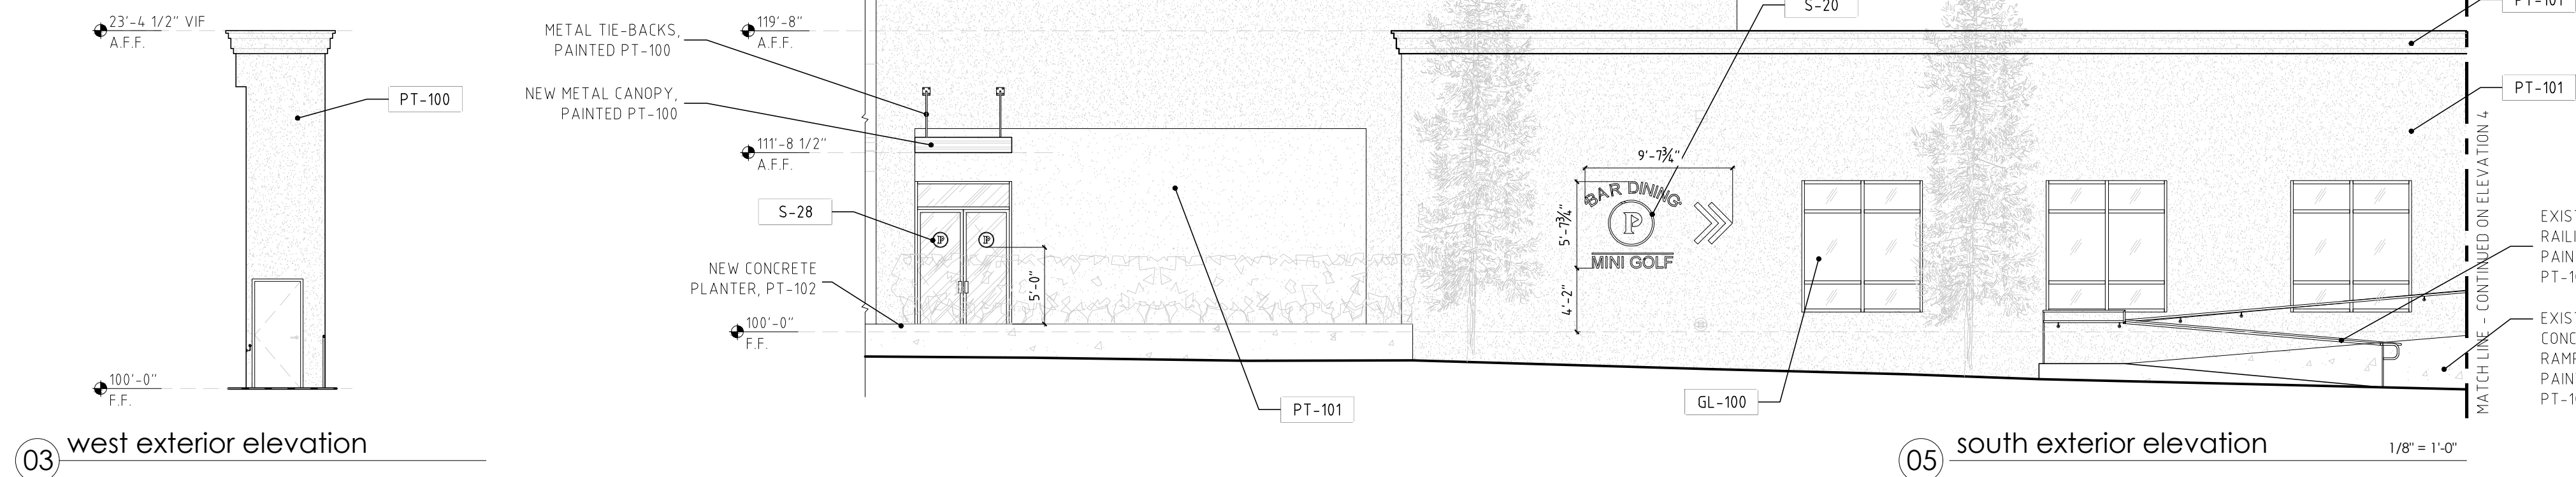 23'-4 1/2" VIF
A.F.F.
PT-100
100'-0"
F.F.
03
west exterior elevation
METAL TIE-BACKS,
PAINTED PT-100
NEW METAL CANOPY,
PAINTED PT-100
S-28
NEW CONCRETE
PLANTER, PT-102
119'-8"
A.F.F.
111'-8 1/2"
A.F.F.
100'-0"
F.F.
P
P
5'-0"
PT-101
S-20
9'-7¾"
5'-7¾"
4'-2"
BAR DINING
P
MINI GOLF
GL-100
PT-101
PT-101
MATCH LINE - CONTINUED ON ELEVATION 4
EXIST
RAILI
PAIN
PT-10
EXIS
CONC
RAMP
PAIN
PT-10
05
south exterior elevation
1/8" = 1'-0"